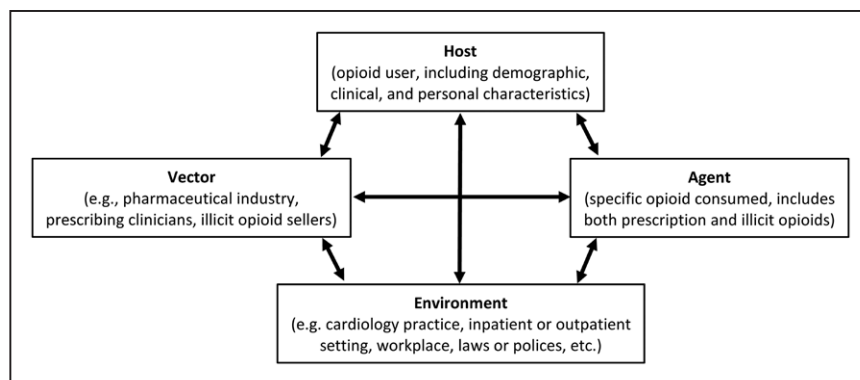 Host
(opioid user, including demographic,
clinical, and personal characteristics)
Vector
(e.g., pharmaceutical industry,
prescribing clinicians, illicit opioid sellers)
Agent
(specific opioid consumed, includes
both prescription and illicit opioids)
Environment
(e.g. cardiology practice, inpatient or outpatient
setting, workplace, laws or polices, etc.)